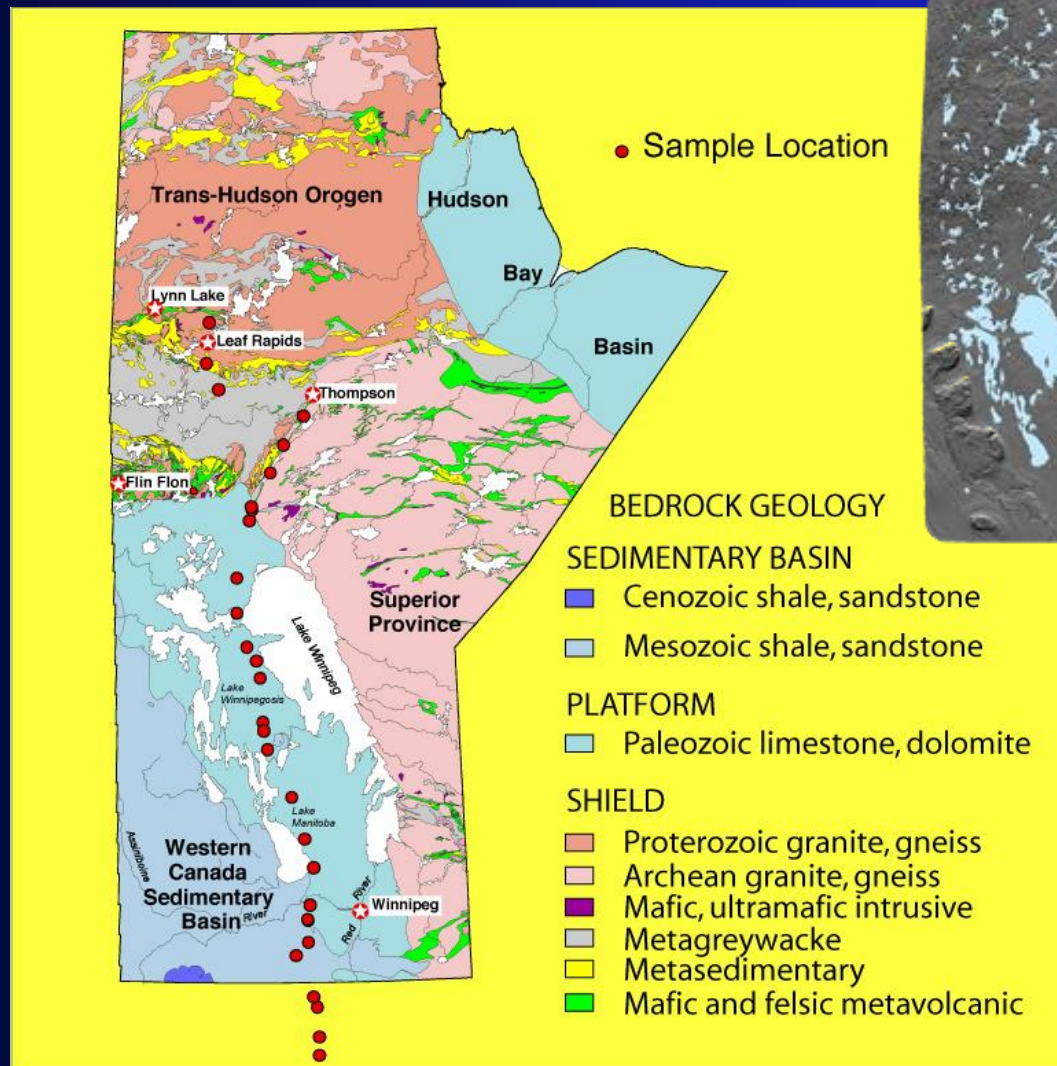 Sample Location
Trans-Hudson Orogen
Hudson
Bay
Basin
Lynn Lake
Leaf Rapids
Thompson
Flin Flon
Superior
Province
Lake Winnipeg
Lake
Winnipegosis
Lake
Manitoba
Western
Canada
Sedimentary
Basin
Assiniboine
River
River
Red
Winnipeg
BEDROCK GEOLOGY
SEDIMENTARY BASIN
Cenozoic shale, sandstone
Mesozoic shale, sandstone
PLATFORM
Paleozoic limestone, dolomite
SHIELD
Proterozoic granite, gneiss
Archean granite, gneiss
Mafic, ultramafic intrusive
Metagreywacke
Metasedimentary
Mafic and felsic metavolcanic